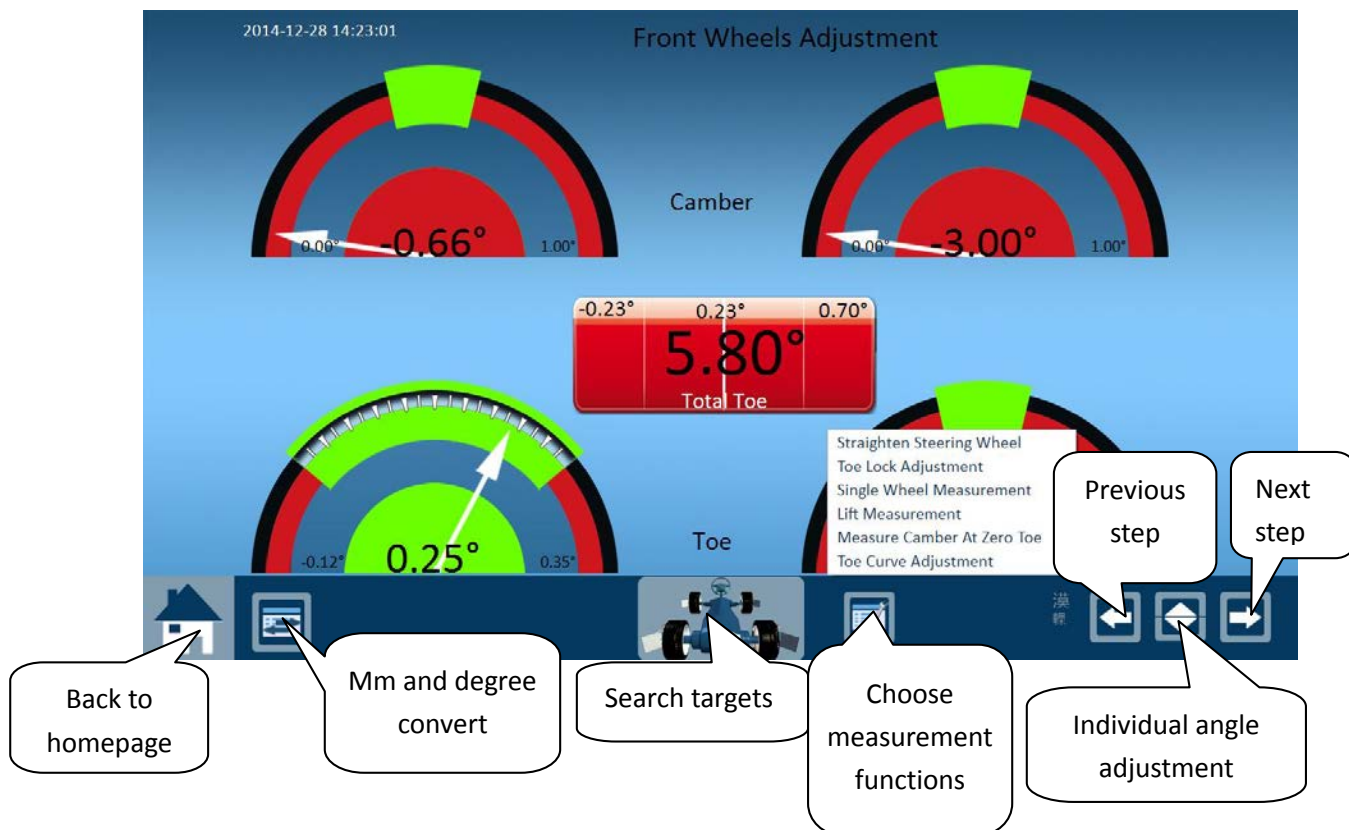 2014-12-28 14:23:01
Front Wheels Adjustment
Camber
0.00°
-0.66°
1.00°
0.00°
-3.00°
1.00°
-0.23°
0.23°
0.70°
5.80°
Total Toe
Straighten Steering Wheel
Toe Lock Adjustment
Single Wheel Measurement
Lift Measurement
Measure Camber At Zero Toe
Toe Curve Adjustment
Toe
-0.12°
0.25°
0.35°
Previous
step
Next
step
Back to
homepage
Mm and degree
convert
Search targets
Choose
measurement
functions
Individual angle
adjustment